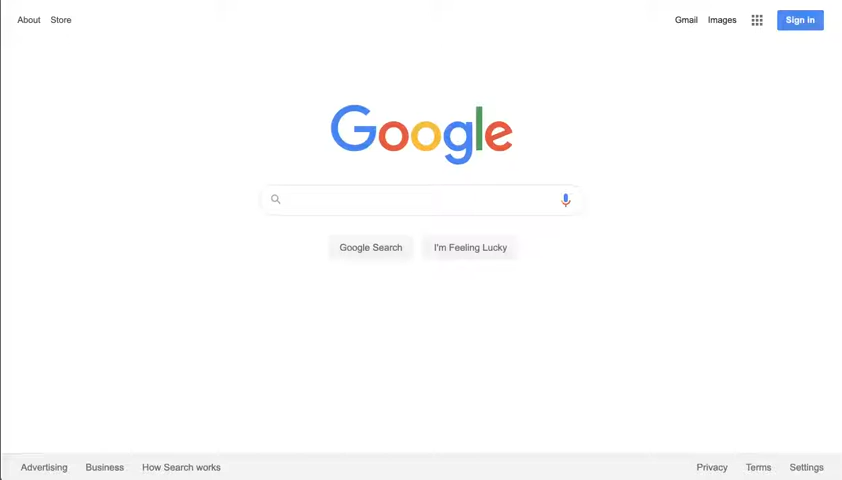 About Store Gmail Images Sign in
Google
Google Search I'm Feeling Lucky
Advertising Business How Search works Privacy Terms Settings